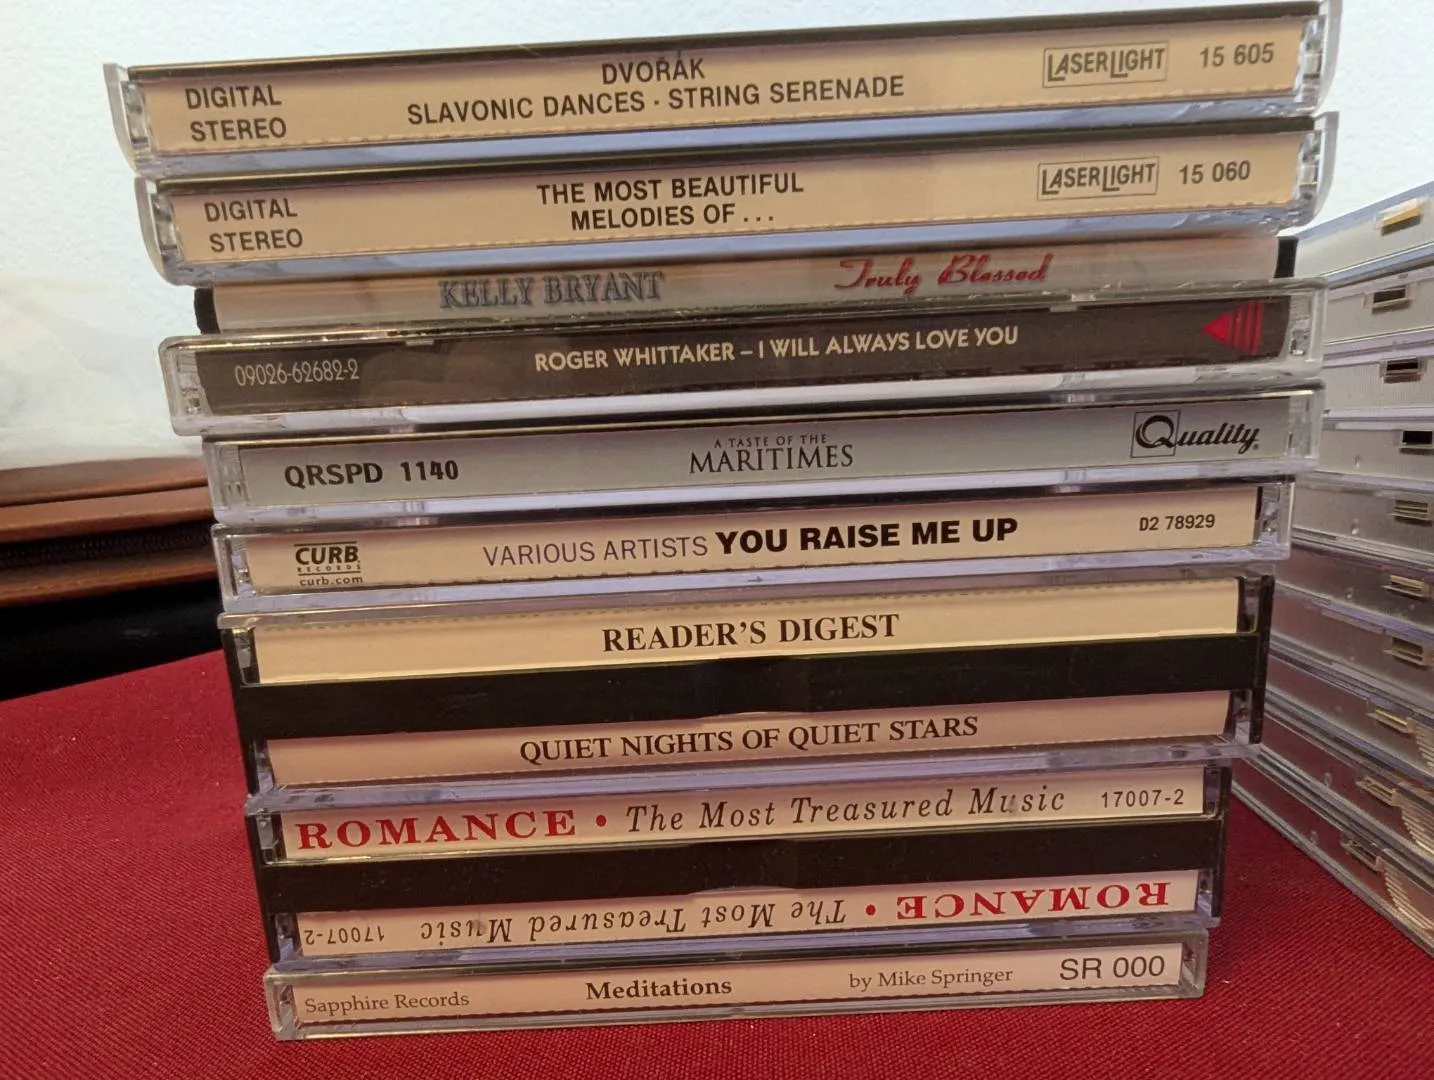 DIGITAL
STEREO
DVOŘÁK
SLAVONIC DANCES · STRING SERENADE
LASERLIGHT
15 605
DIGITAL
STEREO
THE MOST BEAUTIFUL
MELODIES OF ...
LASERLIGHT
15 060
KELLY BRYANT
Truly Blessed
09026-62682-2
ROGER WHITTAKER – I WILL ALWAYS LOVE YOU
QRSPD 1140
A TASTE OF THE
MARITIMES
Quality
CURB
RECORDS
curb.com
VARIOUS ARTISTS YOU RAISE ME UP
D2 78929
READER'S DIGEST
QUIET NIGHTS OF QUIET STARS
ROMANCE • The Most Treasured Music
17007-2
ROMANCE • The Most Treasured Music
17007-2
Sapphire Records
Meditations
by Mike Springer
SR 000